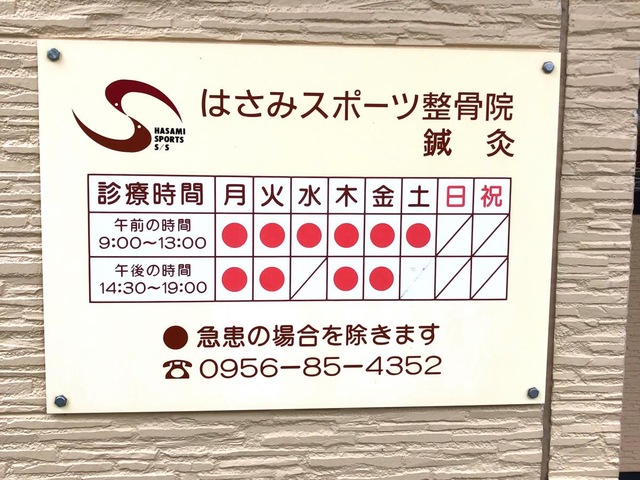 HASAMI
SPORTS
S/S
はさみスポーツ整骨院
鍼 灸
診療時間 月 火 水 木 金 土 日 祝
午前の時間
9:00〜13:00 ● ● ● ● ● ● ／ ／
午後の時間
14:30〜19:00 ● ● ／ ● ● ／ ／ ／
● 急患の場合を除きます
☎0956-85-4352